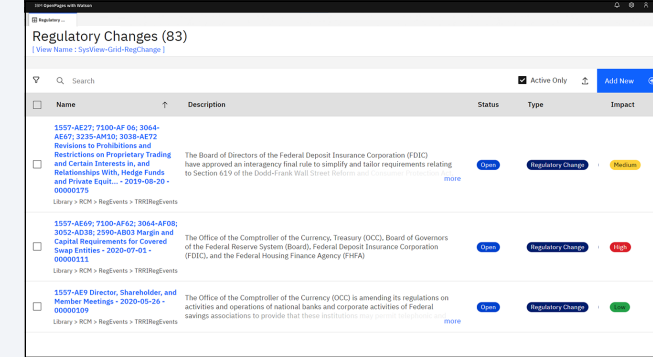 IBM OpenPages with Watson
Regulatory ...
Regulatory Changes (83)
[ View Name : SysView-Grid-RegChange ]
Search
Active Only
Add New
Name ↑ Description Status Type Impact
1557-AE27; 7100-AF 06; 3064-
AE67; 3235-AM10; 3038-AE72
Revisions to Prohibitions and
Restrictions on Proprietary Trading
and Certain Interests in, and
Relationships With, Hedge Funds
and Private Equit... - 2019-08-20 -
00000175
Library > RCM > RegEvents > TRRIRegEvents
The Board of Directors of the Federal Deposit Insurance Corporation (FDIC)
have approved an interagency final rule to simplify and tailor requirements relating
to Section 619 of the Dodd-Frank Wall Street Reform and Consumer Protection
more
Open
Regulatory Change
Medium
1557-AE69; 7100-AF62; 3064-AF08;
3052-AD38; 2590-AB03 Margin and
Capital Requirements for Covered
Swap Entities - 2020-07-01 -
00000111
Library > RCM > RegEvents > TRRIRegEvents
The Office of the Comptroller of the Currency, Treasury (OCC), Board of Governors
of the Federal Reserve System (Board), Federal Deposit Insurance Corporation
(FDIC), and the Federal Housing Finance Agency (FHFA)
Open
Regulatory Change
High
1557-AE9 Director, Shareholder, and
Member Meetings - 2020-05-26 -
00000109
Library > RCM > RegEvents > TRRIRegEvents
The Office of the Comptroller of the Currency (OCC) is amending its regulations on
activities and operations of national banks and corporate activities of Federal
savings associations to provide that these institutions may permit telephonic and
more
Open
Regulatory Change
Low